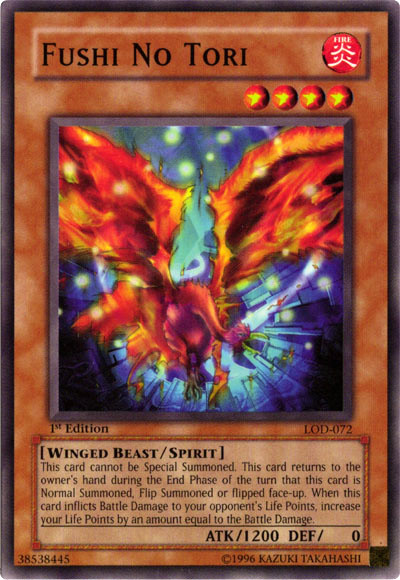 Fushi No Tori
FIRE
炎
1st Edition
LOD-072
[Winged Beast/Spirit]
This card cannot be Special Summoned. This card returns to the
owner's hand during the End Phase of the turn that this card is
Normal Summoned, Flip Summoned or flipped face-up. When this
card inflicts Battle Damage to your opponent's Life Points, increase
your Life Points by an amount equal to the Battle Damage.
ATK/1200 DEF/ 0
38538445
©1996 KAZUKI TAKAHASHI